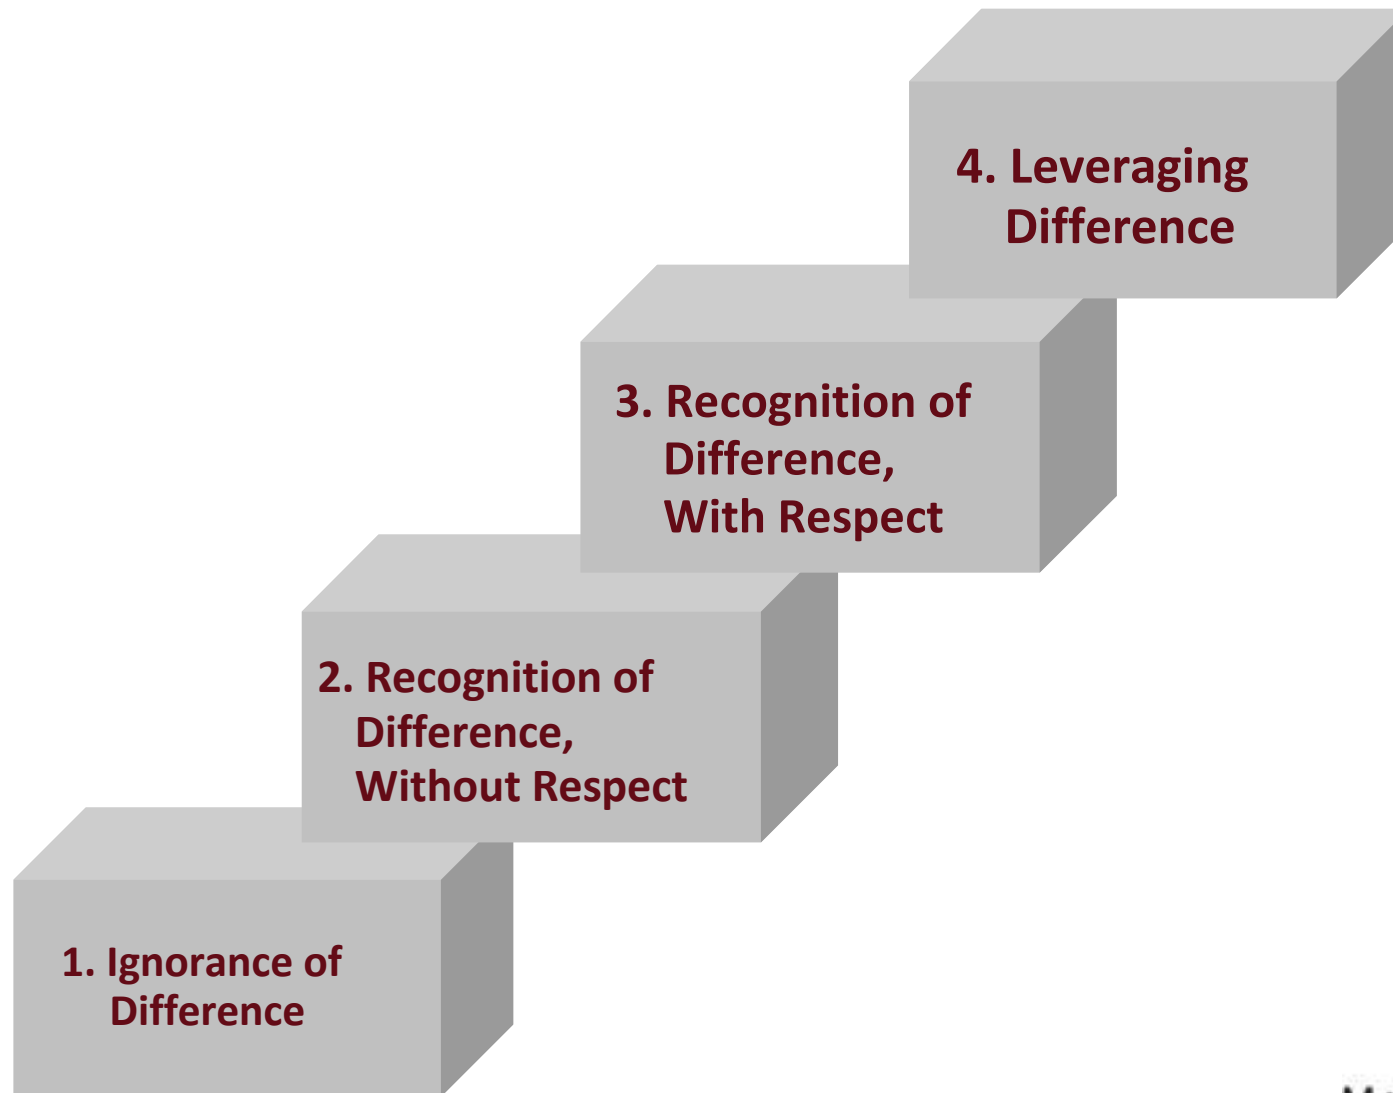 4. Leveraging
Difference
3. Recognition of
Difference,
With Respect
2. Recognition of
Difference,
Without Respect
1. Ignorance of
Difference